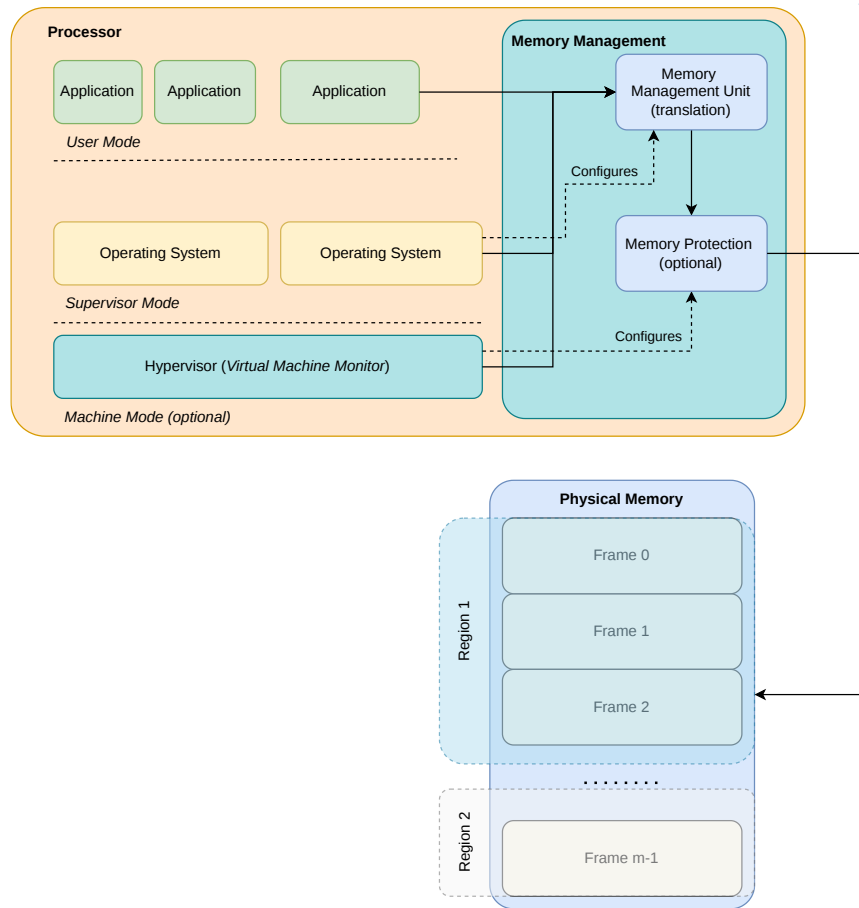 Processor
Memory Management
Application
Application
Application
Memory
Management Unit
(translation)
User Mode
Configures
Operating System
Operating System
Memory Protection
(optional)
Supervisor Mode
Configures
Hypervisor (Virtual Machine Monitor)
Machine Mode (optional)
Physical Memory
Region 1
Frame 0
Frame 1
Frame 2
. . . . . . . .
Region 2
Frame m-1